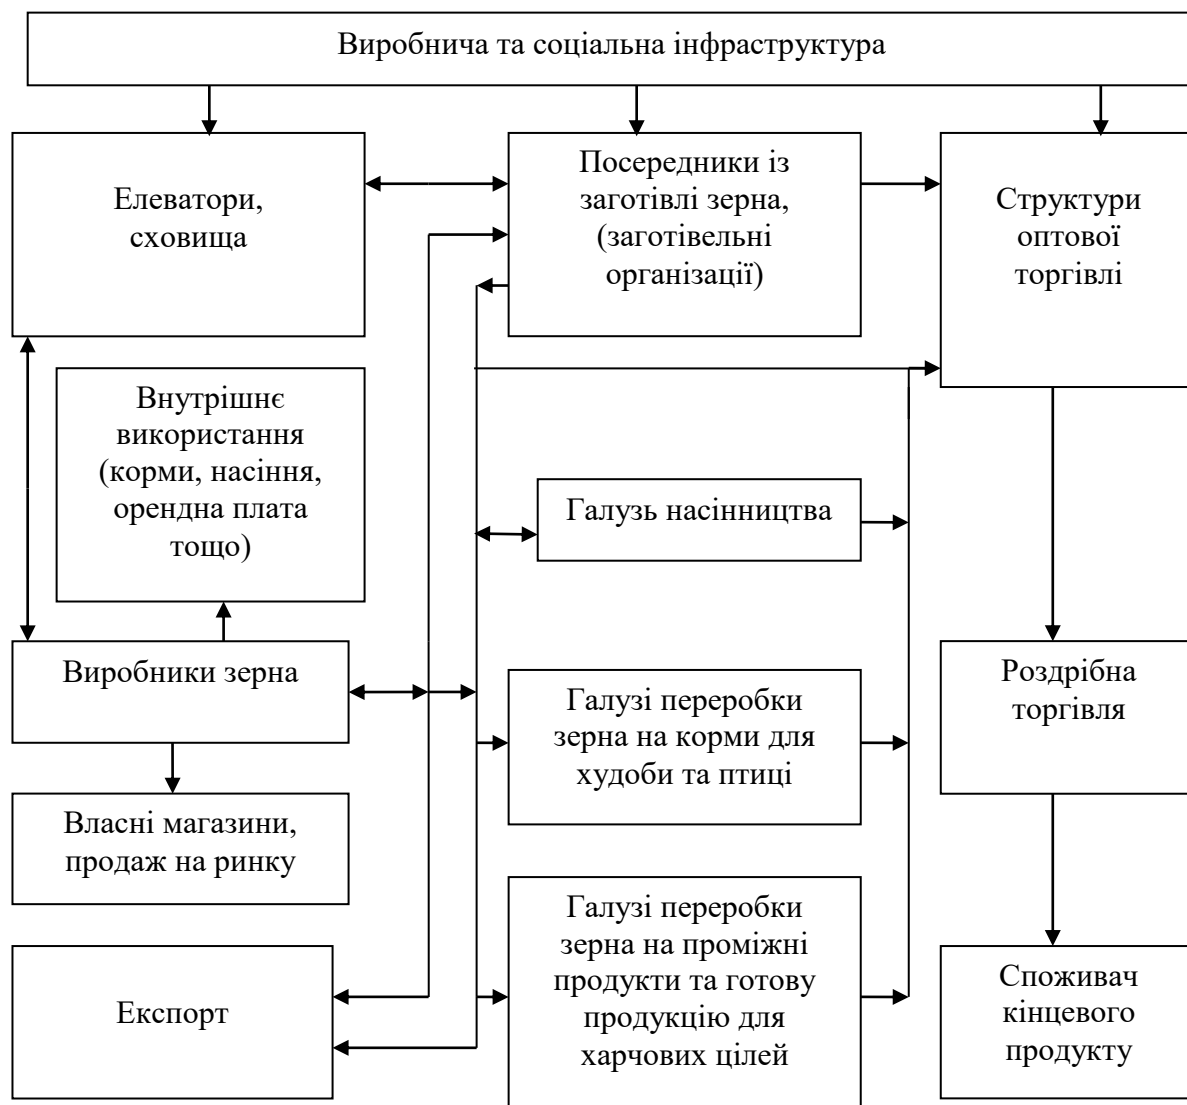 Виробнича та соціальна інфраструктура
Елеватори,
сховища
Посередники із
заготівлі зерна,
(заготівельні
організації)
Структури
оптової
торгівлі
Внутрішнє
використання
(корми, насіння,
орендна плата
тощо)
Галузь насінництва
Виробники зерна
Галузі переробки
зерна на корми для
худоби та птиці
Роздрібна
торгівля
Власні магазини,
продаж на ринку
Галузі переробки
зерна на проміжні
продукти та готову
продукцію для
харчових цілей
Експорт
Споживач
кінцевого
продукту